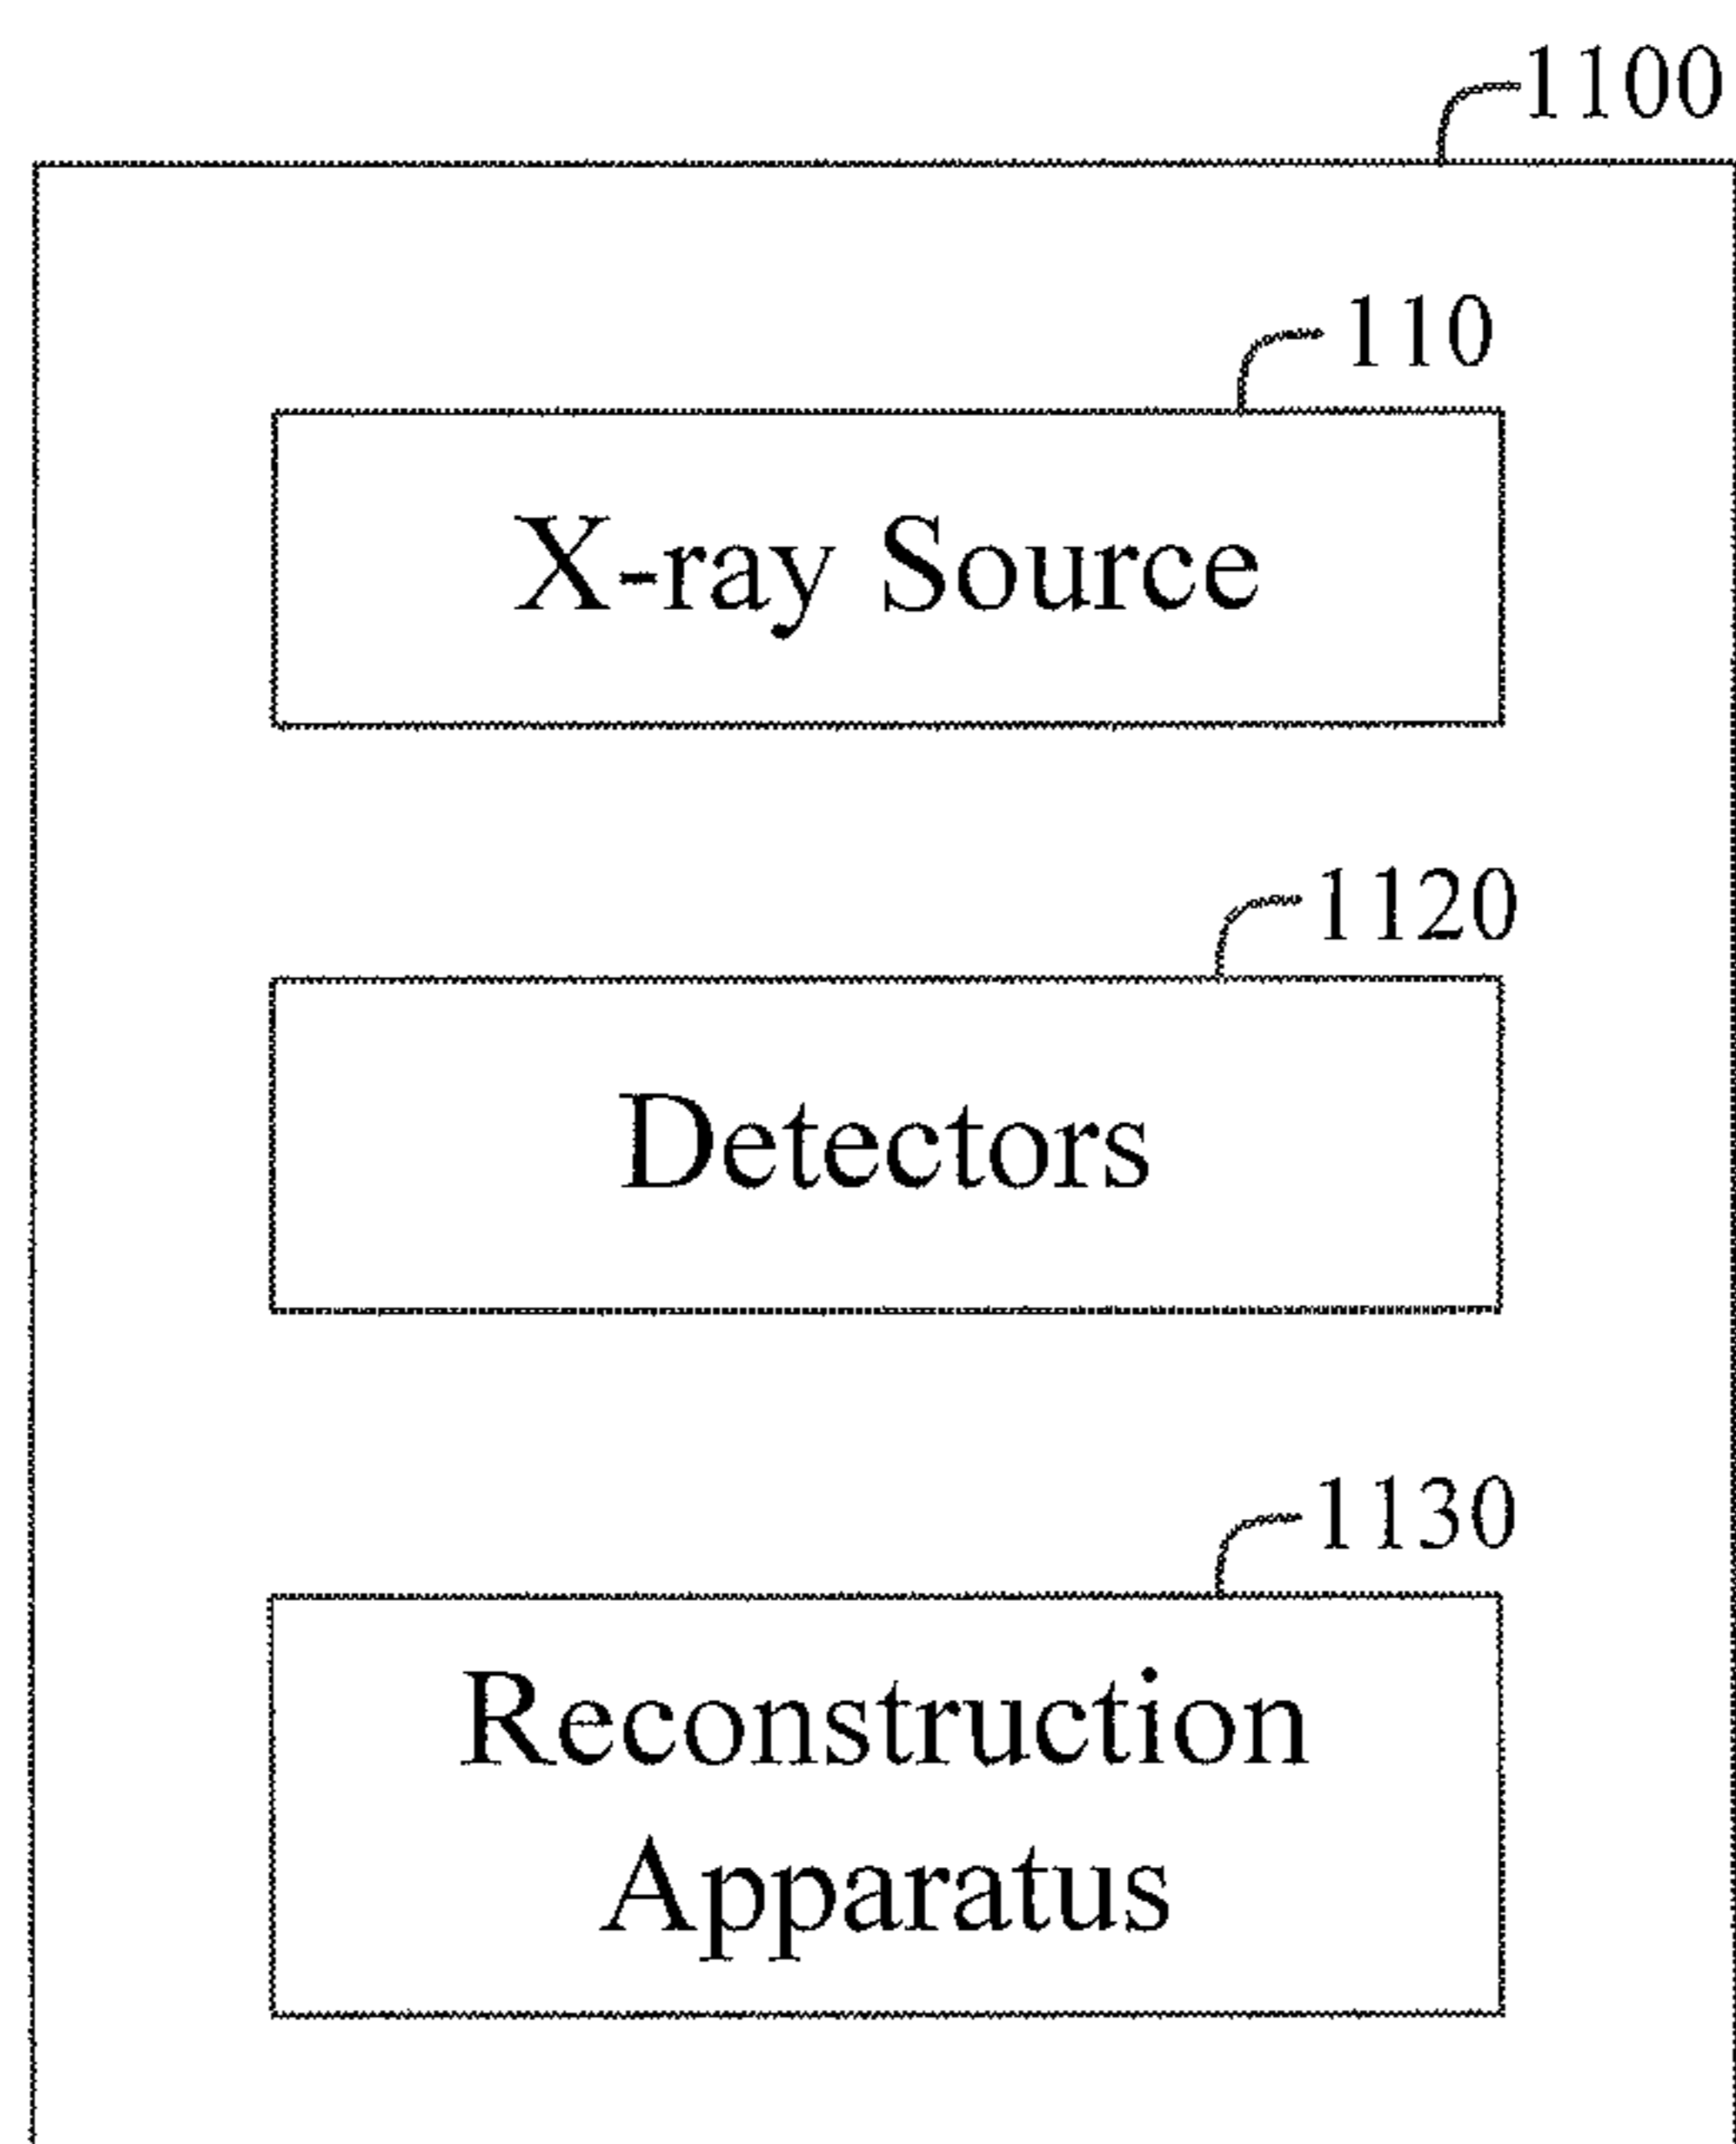 1100
110
X-ray Source
1120
Detectors
1130
Reconstruction
Apparatus